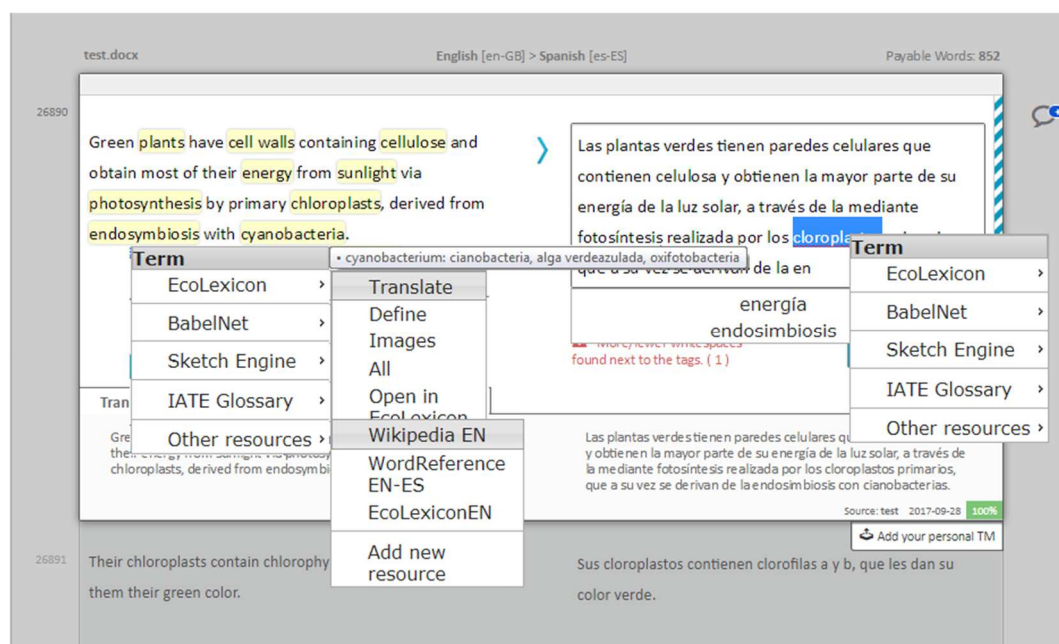 test.docx
English [en-GB] > Spanish [es-ES]
Payable Words: 852
26890
Green plants have cell walls containing cellulose and
obtain most of their energy from sunlight via
photosynthesis by primary chloroplasts, derived from
endosymbiosis with cyanobacteria.
Las plantas verdes tienen paredes celulares que
contienen celulosa y obtienen la mayor parte de su
energía de la luz solar, a través de la mediante
fotosíntesis realizada por los
que a su vez se derivan de la en
• cyanobacterium: cianobacteria, alga verdeazulada, oxifotobacteria
Term
EcoLexicon ›
BabelNet ›
Sketch Engine ›
IATE Glossary ›
Other resources ›
Translate
Define
Images
All
Open in
EcoLexicon
Wikipedia EN
WordReference
EN-ES
EcoLexiconEN
Add new
resource
energía
endosimbiosis
More/fewer whitespaces
found next to the tags. ( 1 )
Term
EcoLexicon ›
BabelNet ›
Sketch Engine ›
IATE Glossary ›
Other resources ›
chloroplasts, derived from
Las plantas verdes tienen paredes celulares
y obtienen la mayor parte de su energía de la luz solar, a través de
la mediante fotosíntesis realizada por los cloroplastos primarios,
que a su vez se derivan de la endosimbiosis con cianobacterias.
Source: test 2017-09-28 100%
Add your personal TM
26891
Their chloroplasts contain
them their green color.
Sus cloroplastos contienen clorofilas a y b, que les dan su
color verde.